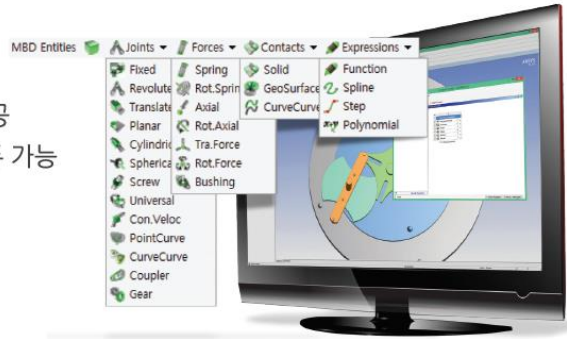 MBD Entities Joints Forces Contacts Expressions
Fixed
Revolute
Translate
Planar
Cylindric
Spherica
Screw
Universal
Con.Veloc
PointCurve
CurveCurve
Coupler
Gear
Spring
Rot.Sprin
Axial
Rot.Axial
Tra.Force
Rot.Force
Bushing
Solid
GeoSurface
CurveCurve
Function
Spline
Step
Polynomial
공
가능